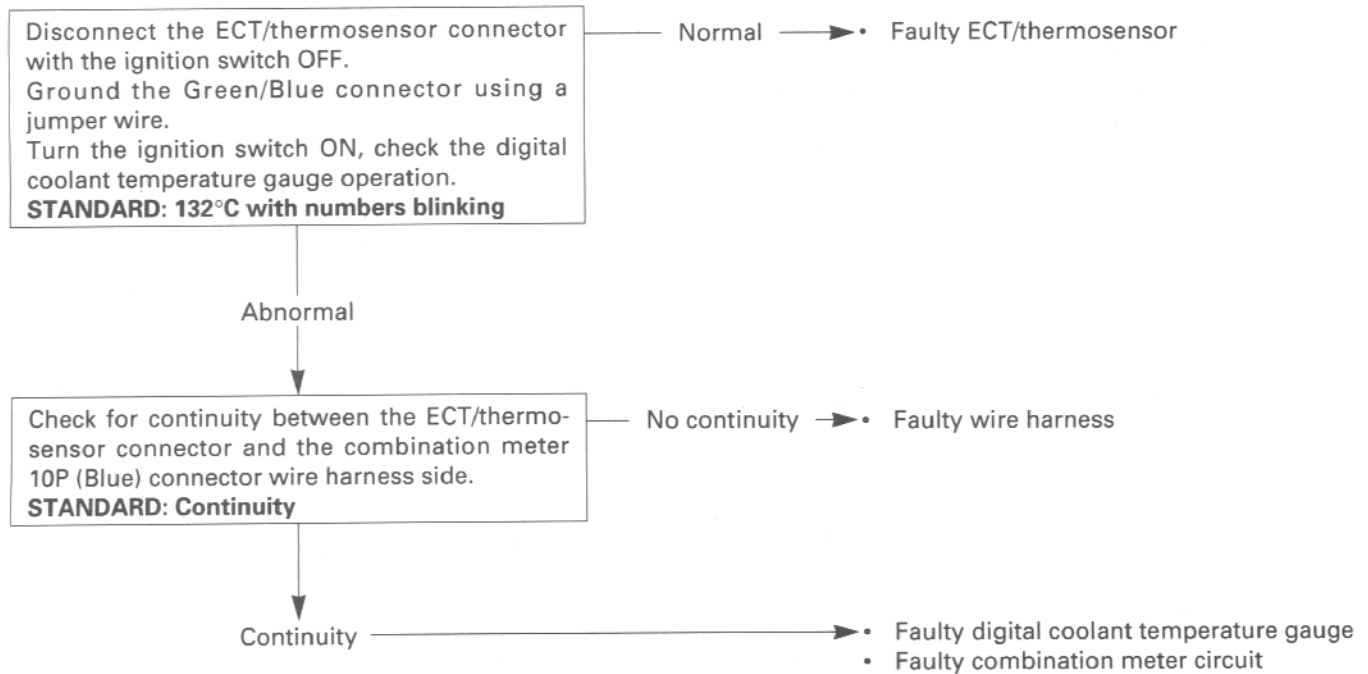 Disconnect the ECT/thermosensor connector
with the ignition switch OFF.
Ground the Green/Blue connector using a
jumper wire.
Turn the ignition switch ON, check the digital
coolant temperature gauge operation.
STANDARD: 132°C with numbers blinking
Normal
• Faulty ECT/thermosensor
Abnormal
Check for continuity between the ECT/thermo-
sensor connector and the combination meter
10P (Blue) connector wire harness side.
STANDARD: Continuity
No continuity
• Faulty wire harness
Continuity
• Faulty digital coolant temperature gauge
• Faulty combination meter circuit